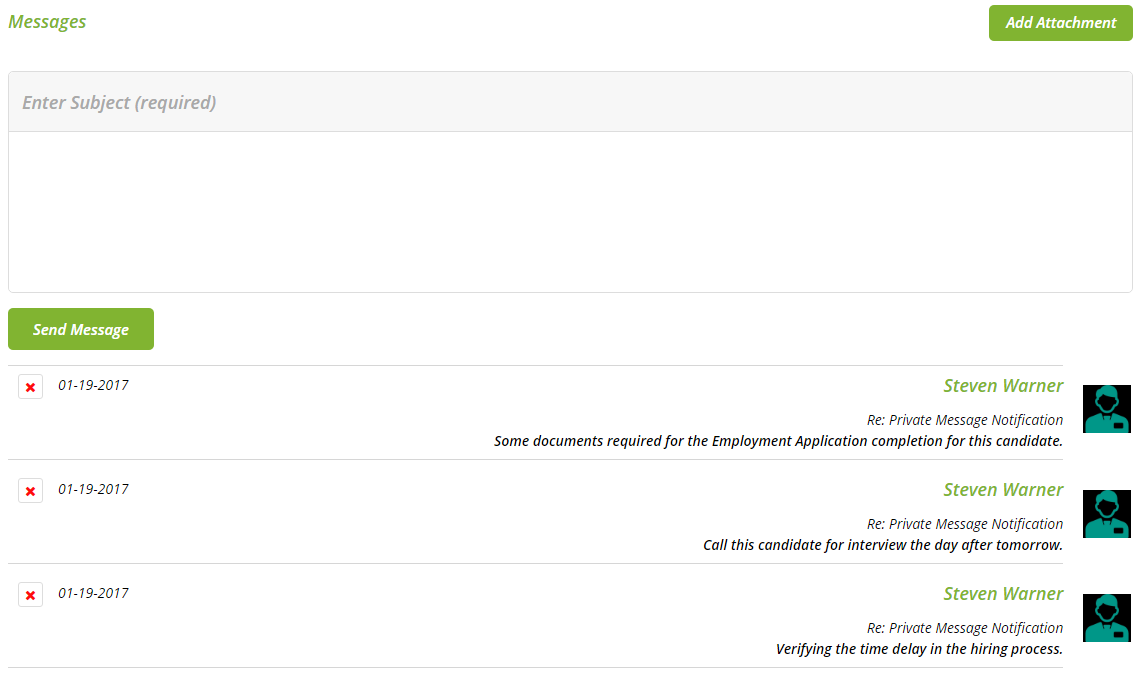 Messages
Add Attachment
Enter Subject (required)
Send Message
01-19-2017
Steven Warner
Re: Private Message Notification
Some documents required for the Employment Application completion for this candidate.
01-19-2017
Steven Warner
Re: Private Message Notification
Call this candidate for interview the day after tomorrow.
01-19-2017
Steven Warner
Re: Private Message Notification
Verifying the time delay in the hiring process.